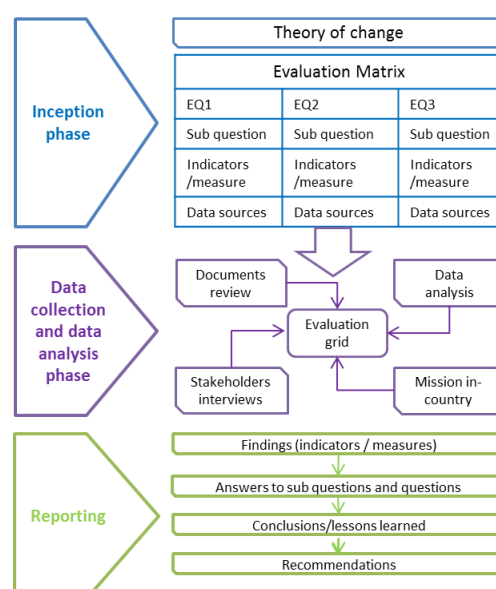 Theory of change
Inception
phase
Evaluation Matrix
EQ1 EQ2 EQ3
Sub question Sub question Sub question
Indicators Indicators Indicators
/measure /measure /measure
Data sources Data sources Data sources
Data
collection
and data
analysis
phase
Documents
review
Data
analysis
Evaluation
grid
Stakeholders
interviews
Mission in-
country
Reporting
Findings (indicators / measures)
Answers to sub questions and questions
Conclusions/lessons learned
Recommendations